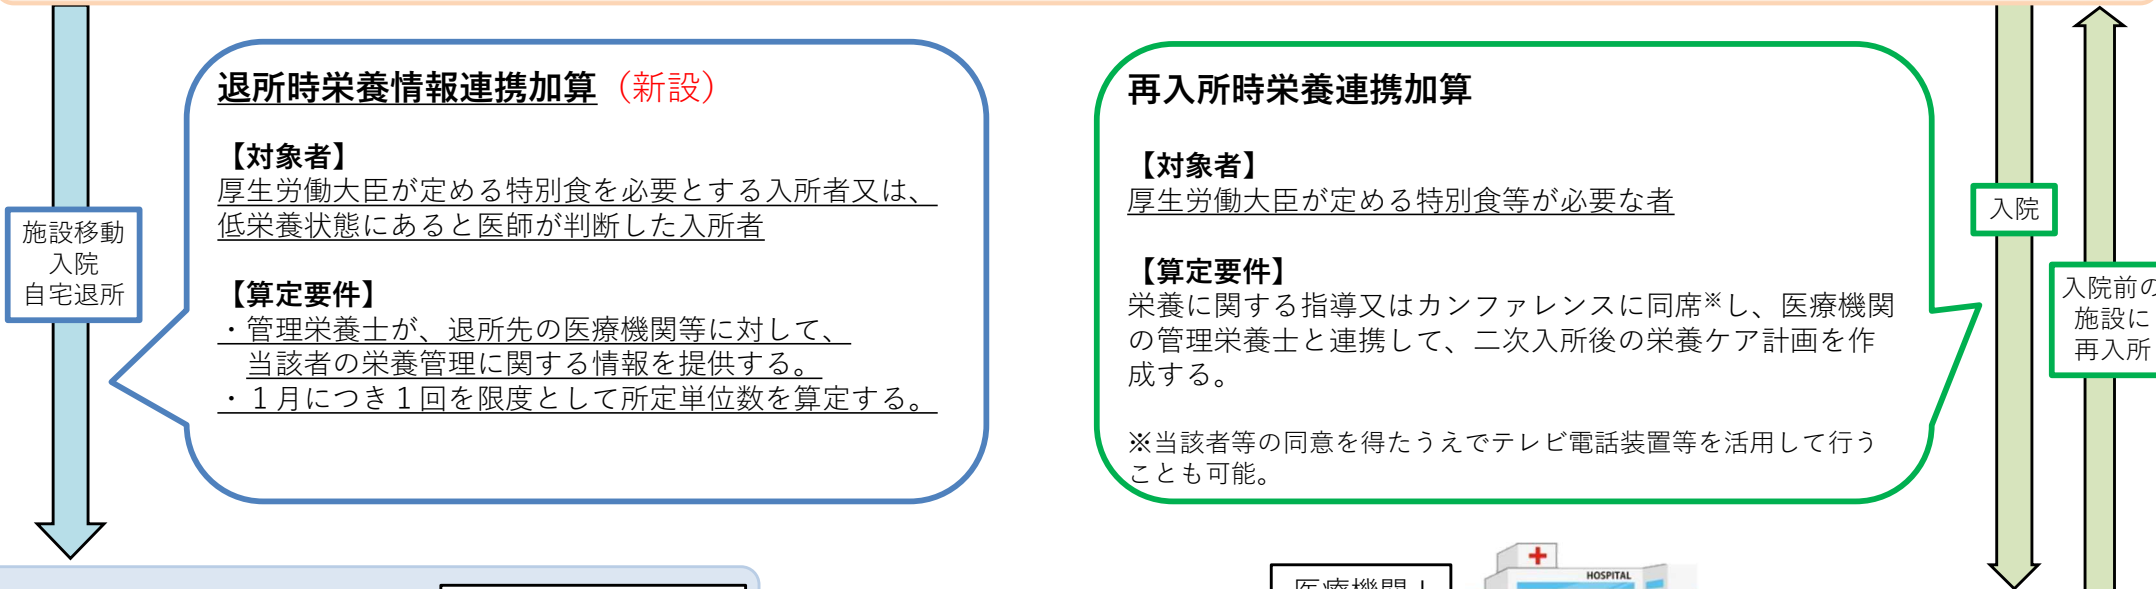 退所時栄養情報連携加算（新設）
【対象者】
厚生労働大臣が定める特別食を必要とする入所者又は、
低栄養状態にあると医師が判断した入所者
【算定要件】
・管理栄養士が、退所先の医療機関等に対して、
当該者の栄養管理に関する情報を提供する。
・１月につき１回を限度として所定単位数を算定する。
施設移動
入院
自宅退所
再入所時栄養連携加算
【対象者】
厚生労働大臣が定める特別食等が必要な者
【算定要件】
栄養に関する指導又はカンファレンスに同席※し、医療機関
の管理栄養士と連携して、二次入所後の栄養ケア計画を作
成する。
※当該者等の同意を得たうえでテレビ電話装置等を活用して行う
ことも可能。
入院
入院前の
施設に
再入所
医療機関
HOSPITAL